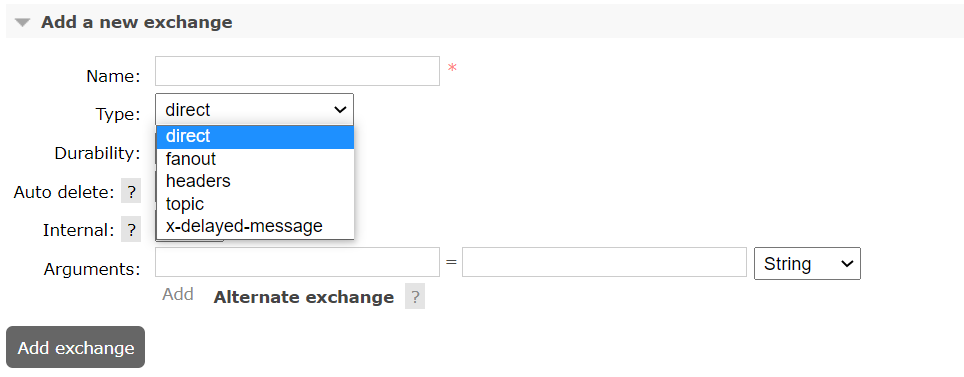 Add a new exchange
Name: *
Type: direct
direct
Durability:
fanout
headers
Auto delete: ?
topic
Internal: ?
x-delayed-message
Arguments: = String
Add Alternate exchange ?
Add exchange